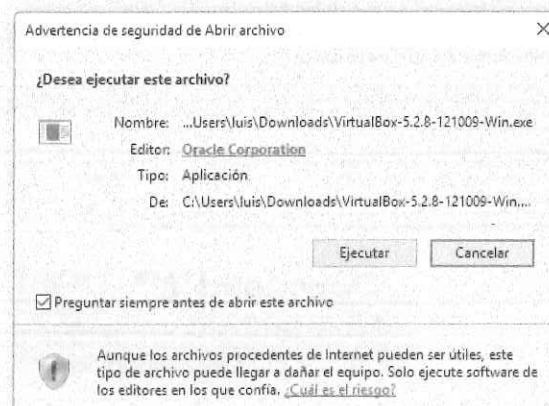 Advertencia de seguridad de Abrir archivo
¿Desea ejecutar este archivo?
Nombre: ...Users\luis\Downloads\VirtualBox-5.2.8-121009-Win.exe
Editor: Oracle Corporation
Tipo: Aplicación
De: C:\Users\luis\Downloads\VirtualBox-5.2.8-121009-Win....
Ejecutar Cancelar
Preguntar siempre antes de abrir este archivo
Aunque los archivos procedentes de Internet pueden ser útiles, este
tipo de archivo puede llegar a dañar el equipo. Solo ejecute software de
los editores en los que confía. ¿Cuál es el riesgo?